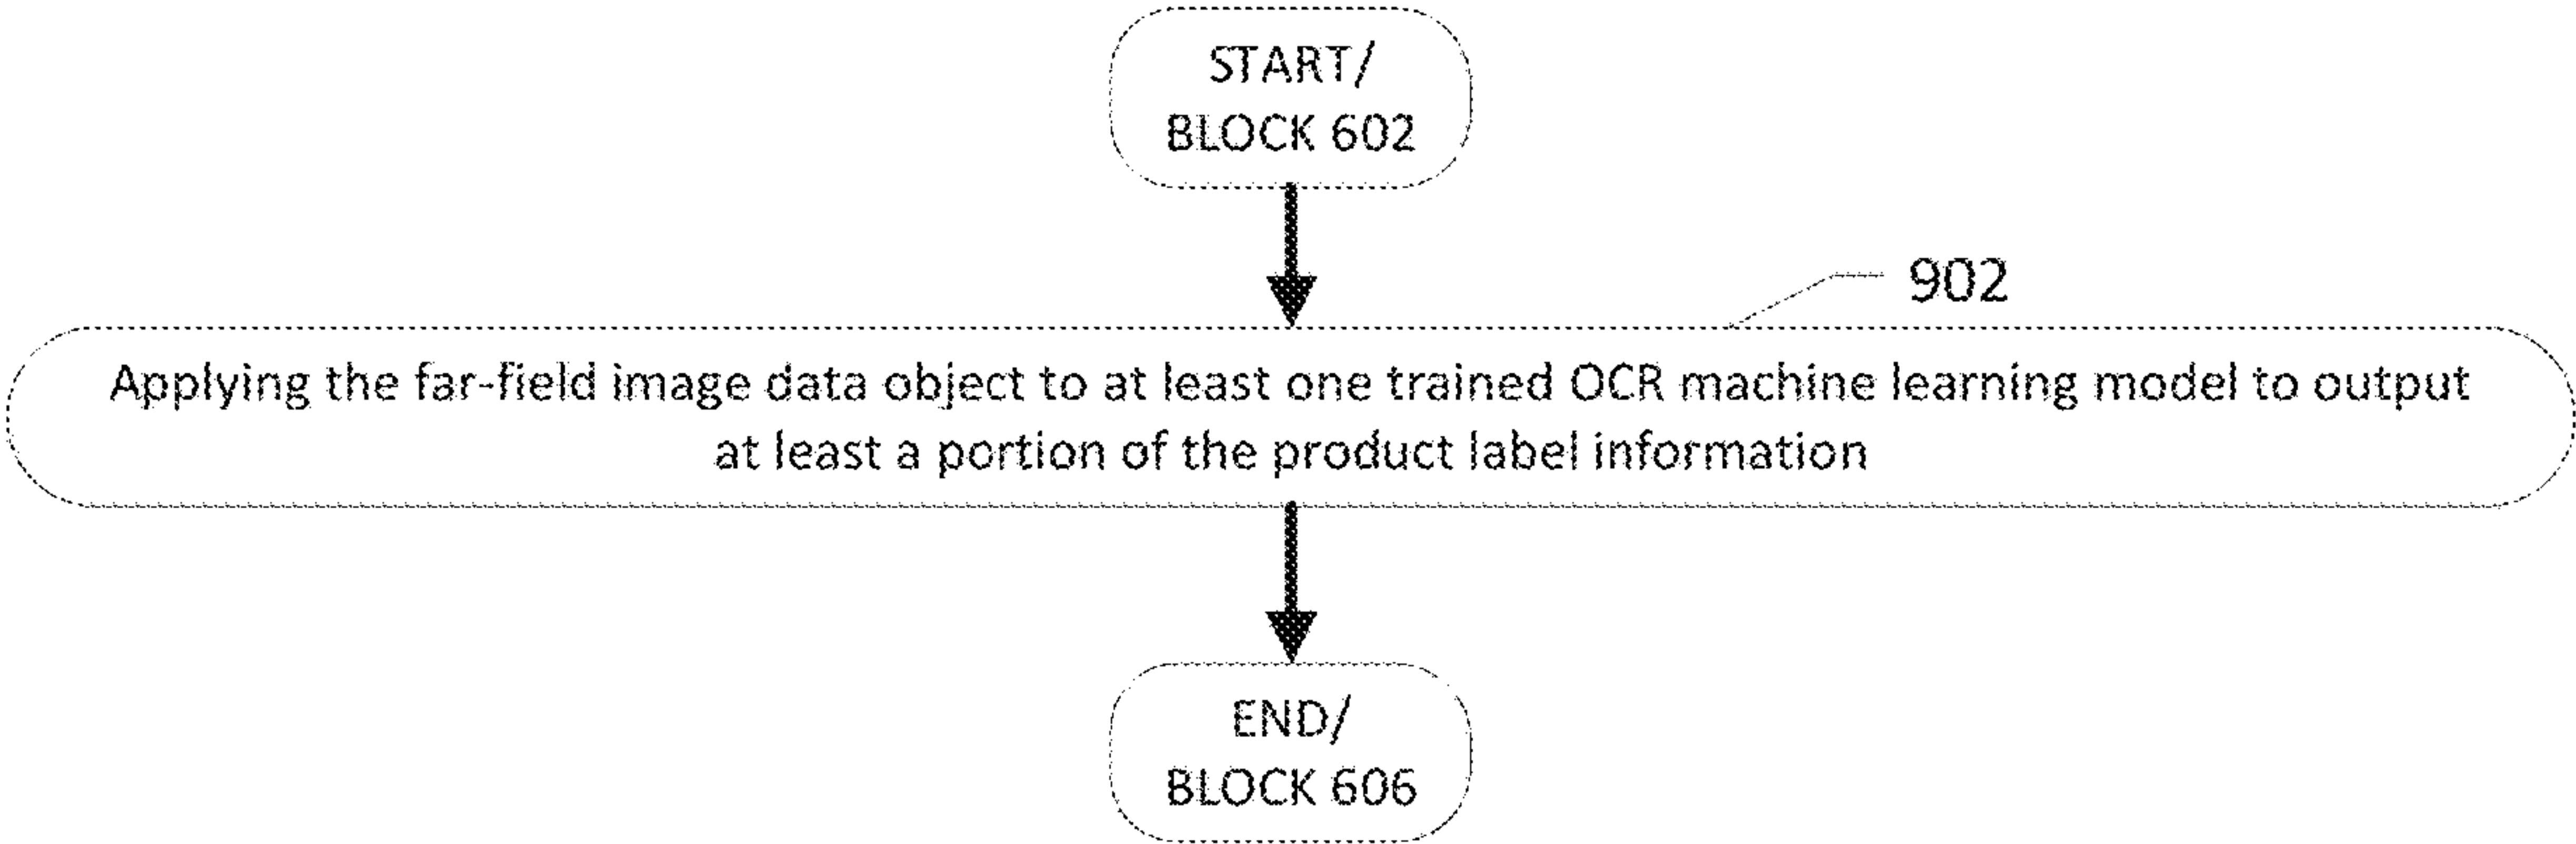 START/
BLOCK 602
902
Applying the far-field image data object to at least one trained OCR machine learning model to output
at least a portion of the product label information
END/
BLOCK 606